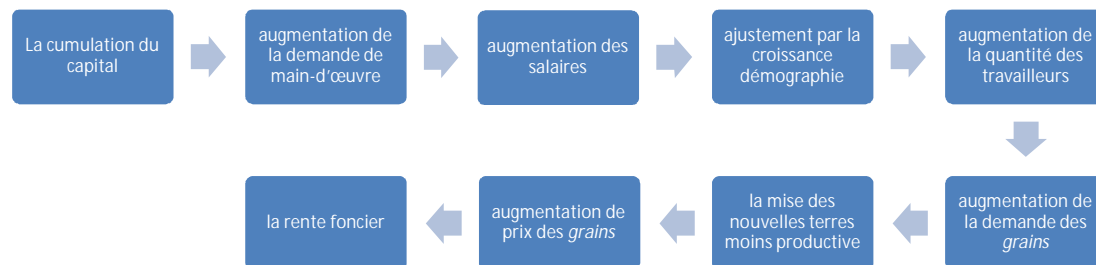 La cumulation du
capital
augmentation de
la demande de
main-d'œuvre
augmentation des
salaires
ajustement par la
croissance
démographie
augmentation de
la quantité des
travailleurs
augmentation de
la demande des
grains
la mise des
nouvelles terres
moins productive
augmentation de
prix des grains
la rente foncier